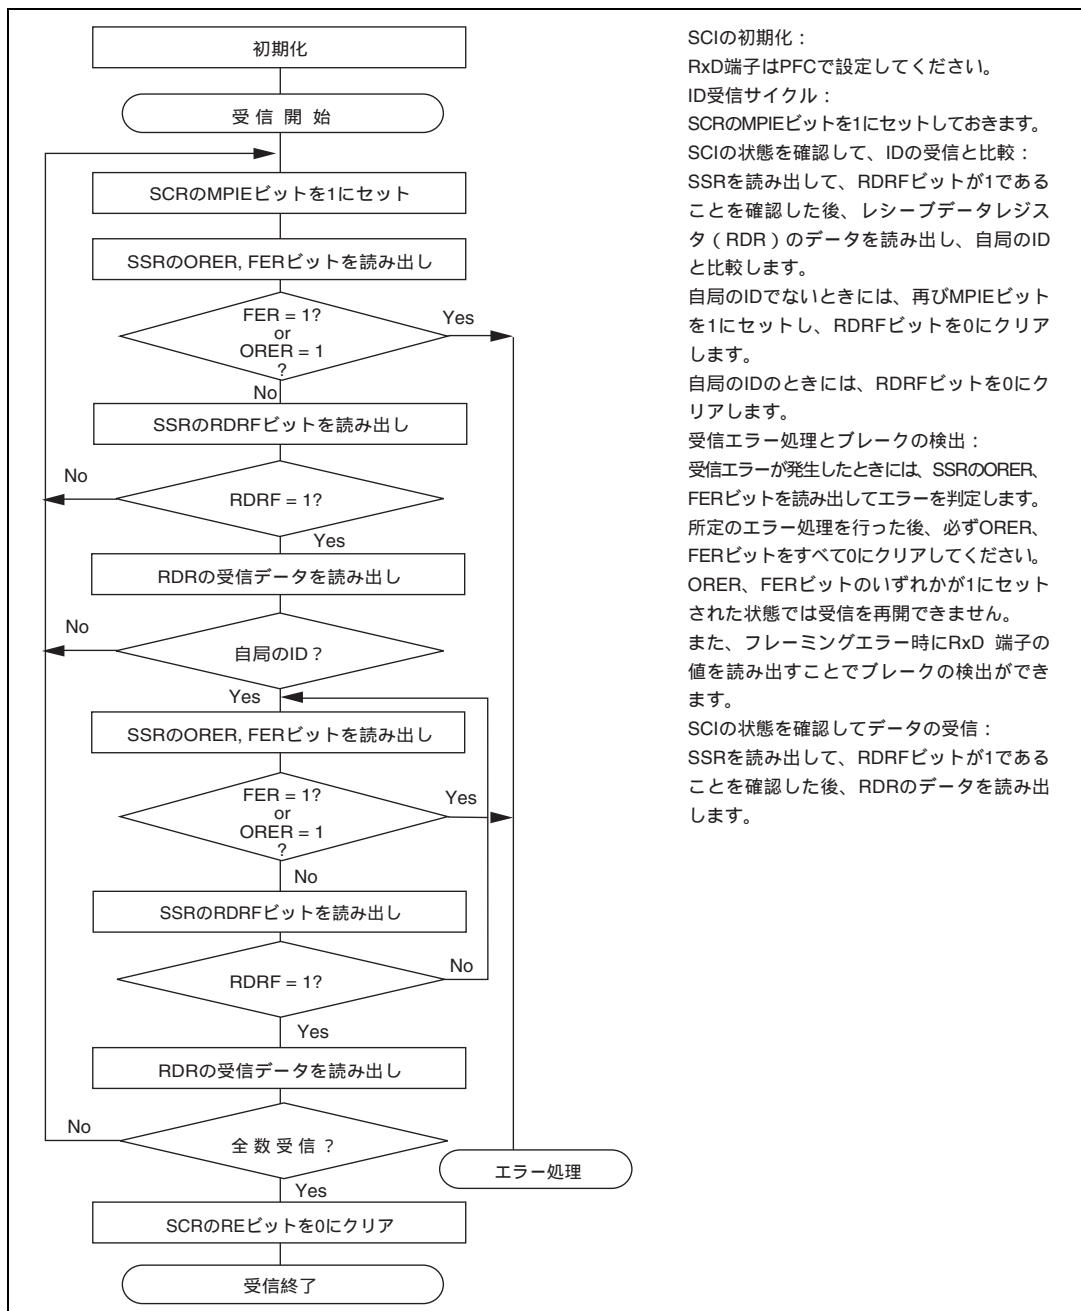 初期化
受 信 開 始
SCRのMPIEビットを1にセット
SSRのORER, FERビットを読み出し
FER = 1?
or
ORER = 1
?
Yes
No
SSRのRDRFビットを読み出し
No
RDRF = 1?
Yes
RDRの受信データを読み出し
No
自局のID？
Yes
SSRのORER, FERビットを読み出し
FER = 1?
or
ORER = 1
?
Yes
No
SSRのRDRFビットを読み出し
RDRF = 1?
No
Yes
RDRの受信データを読み出し
No
全 数 受 信 ？
エラー処理
Yes
SCRのREビットを0にクリア
受信終了
SCIの初期化：
RxD端子はPFCで設定してください。
ID受信サイクル：
SCRのMPIEビットを1にセットしておきます。
SCIの状態を確認して、IDの受信と比較：
SSRを読み出して、RDRFビットが1である
ことを確認した後、レシーブデータレジス
タ（RDR）のデータを読み出し、自局のID
と比較します。
自局のIDでないときには、再びMPIEビット
を1にセットし、RDRFビットを0にクリア
します。
自局のIDのときには、RDRFビットを0にク
リアします。
受信エラー処理とブレークの検出：
受信エラーが発生したときには、SSRのORER、
FERビットを読み出してエラーを判定します。
所定のエラー処理を行った後、必ずORER、
FERビットをすべて0にクリアしてください。
ORER、FERビットのいずれかが1にセット
された状態では受信を再開できません。
また、フレーミングエラー時にRxD 端子の
値を読み出すことでブレークの検出ができ
ます。
SCIの状態を確認してデータの受信：
SSRを読み出して、RDRFビットが1である
ことを確認した後、RDRのデータを読み出
します。